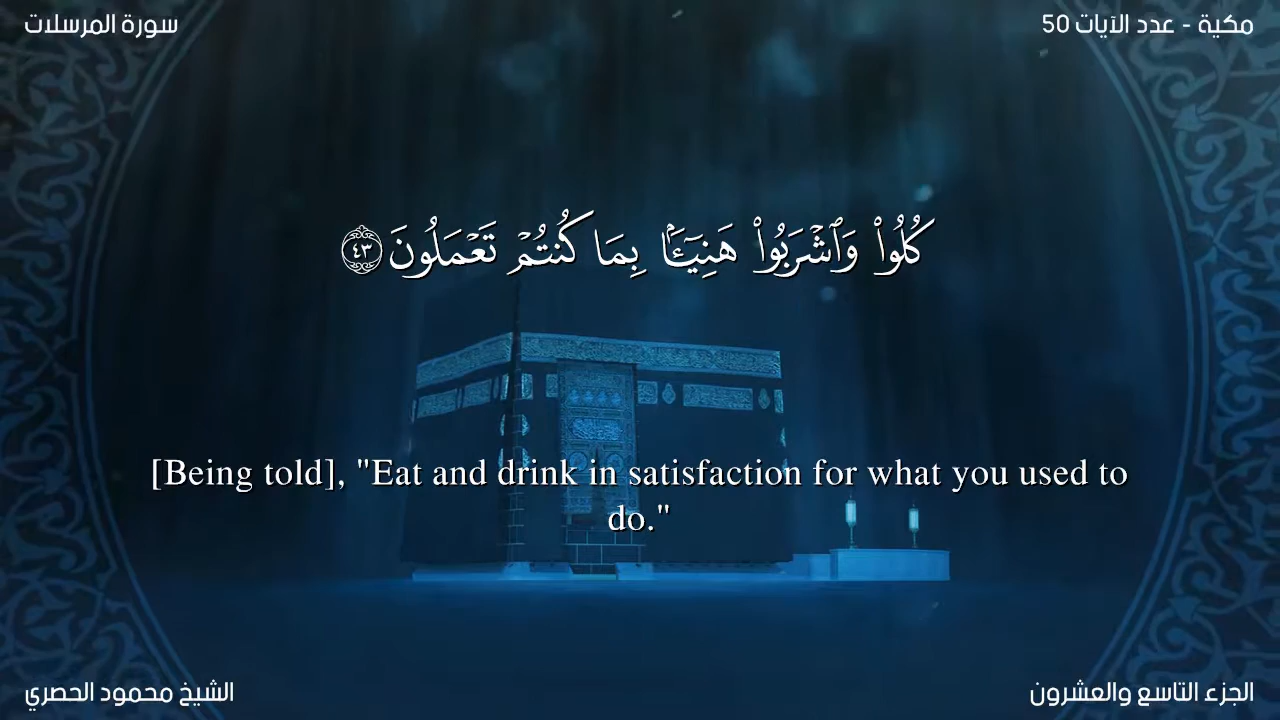 سورة المرسلات
مكية - عدد الآيات 50
كُلُوا۟ وَٱشْرَبُوا۟ هَنِيٓـًٔۢا بِمَا كُنتُمْ تَعْمَلُونَ ٤٣
[Being told], "Eat and drink in satisfaction for what you used to
do."
الشيخ محمود الحصري
الجزء التاسع والعشرون